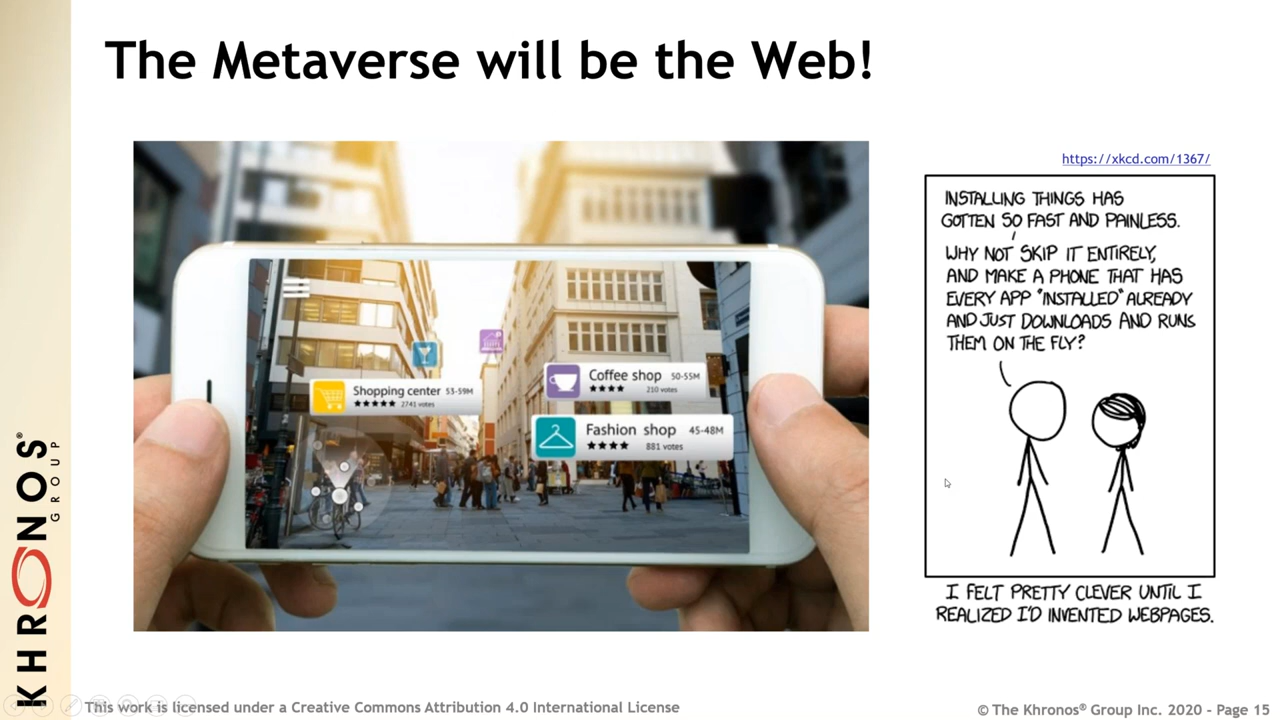 The Metaverse will be the Web!
https://xkcd.com/1367/
INSTALLING THINGS HAS
GOTTEN SO FAST AND PAINLESS.
WHY NOT SKIP IT ENTIRELY,
AND MAKE A PHONE THAT HAS
EVERY APP "INSTALLED" ALREADY
AND JUST DOWNLOADS AND RUNS
THEM ON THE FLY?
I FELT PRETTY CLEVER UNTIL I
REALIZED I'D INVENTED WEBPAGES.
Shopping center 53-59M
★★★★★ 2741 votes
Coffee shop 50-55M
★★★★ 210 votes
Fashion shop 45-48M
★★★★ 881 votes
KHRONOS®
GROUP
This work is licensed under a Creative Commons Attribution 4.0 International License
© The Khronos® Group Inc. 2020 - Page 15